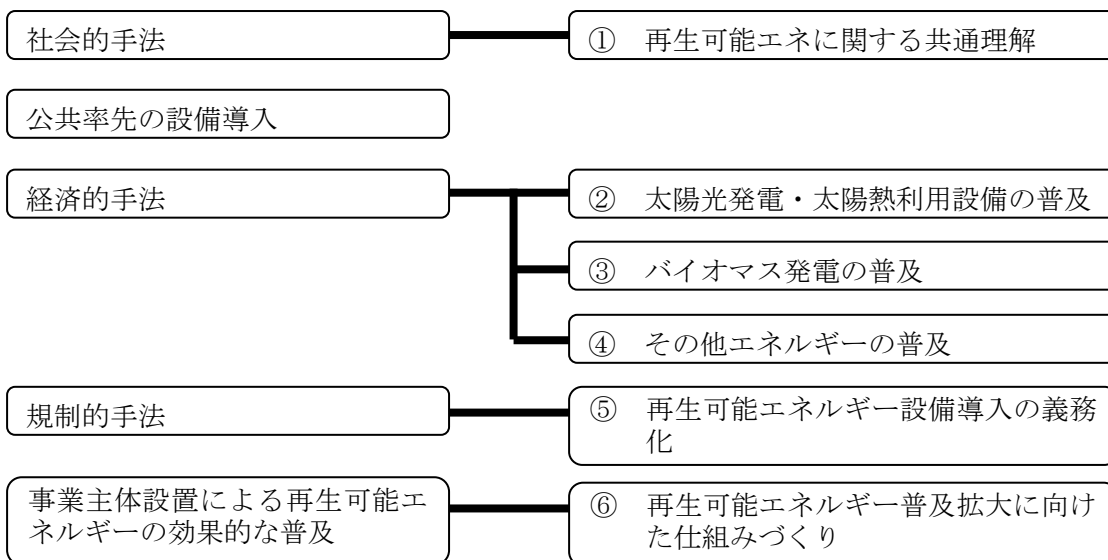 社会的手法
① 再生可能エネに関する共通理解
公共率先の設備導入
経済的手法
② 太陽光発電・太陽熱利用設備の普及
③ バイオマス発電の普及
④ その他エネルギーの普及
規制的手法
⑤ 再生可能エネルギー設備導入の義務
化
事業主体設置による再生可能エ
ネルギーの効果的な普及
⑥ 再生可能エネルギー普及拡大に向け
た仕組みづくり